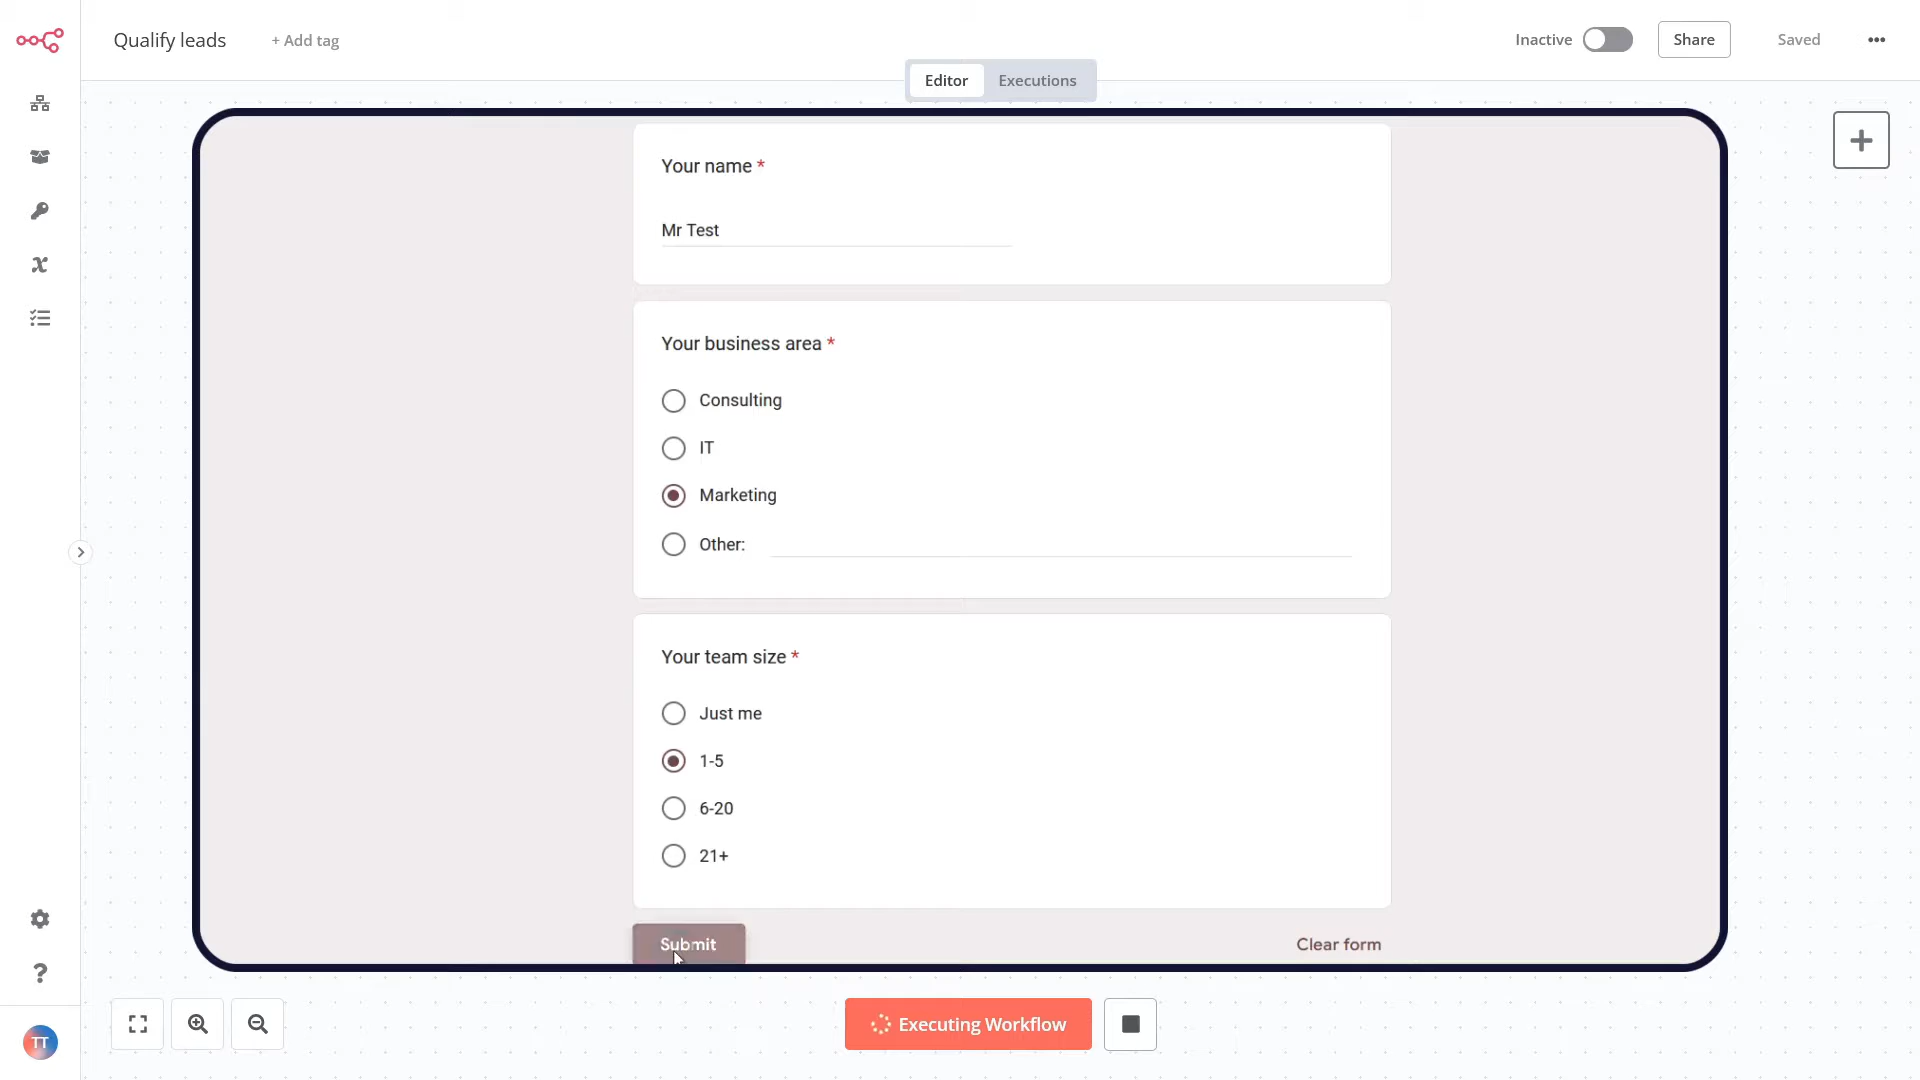 Qualify leads
+ Add tag
Inactive
Share
Saved
Editor
Executions
Your name *
Mr Test
Your business area *
Consulting
IT
Marketing
Other:
Your team size *
Just me
1-5
6-20
21+
Submit
Clear form
Executing Workflow
TT